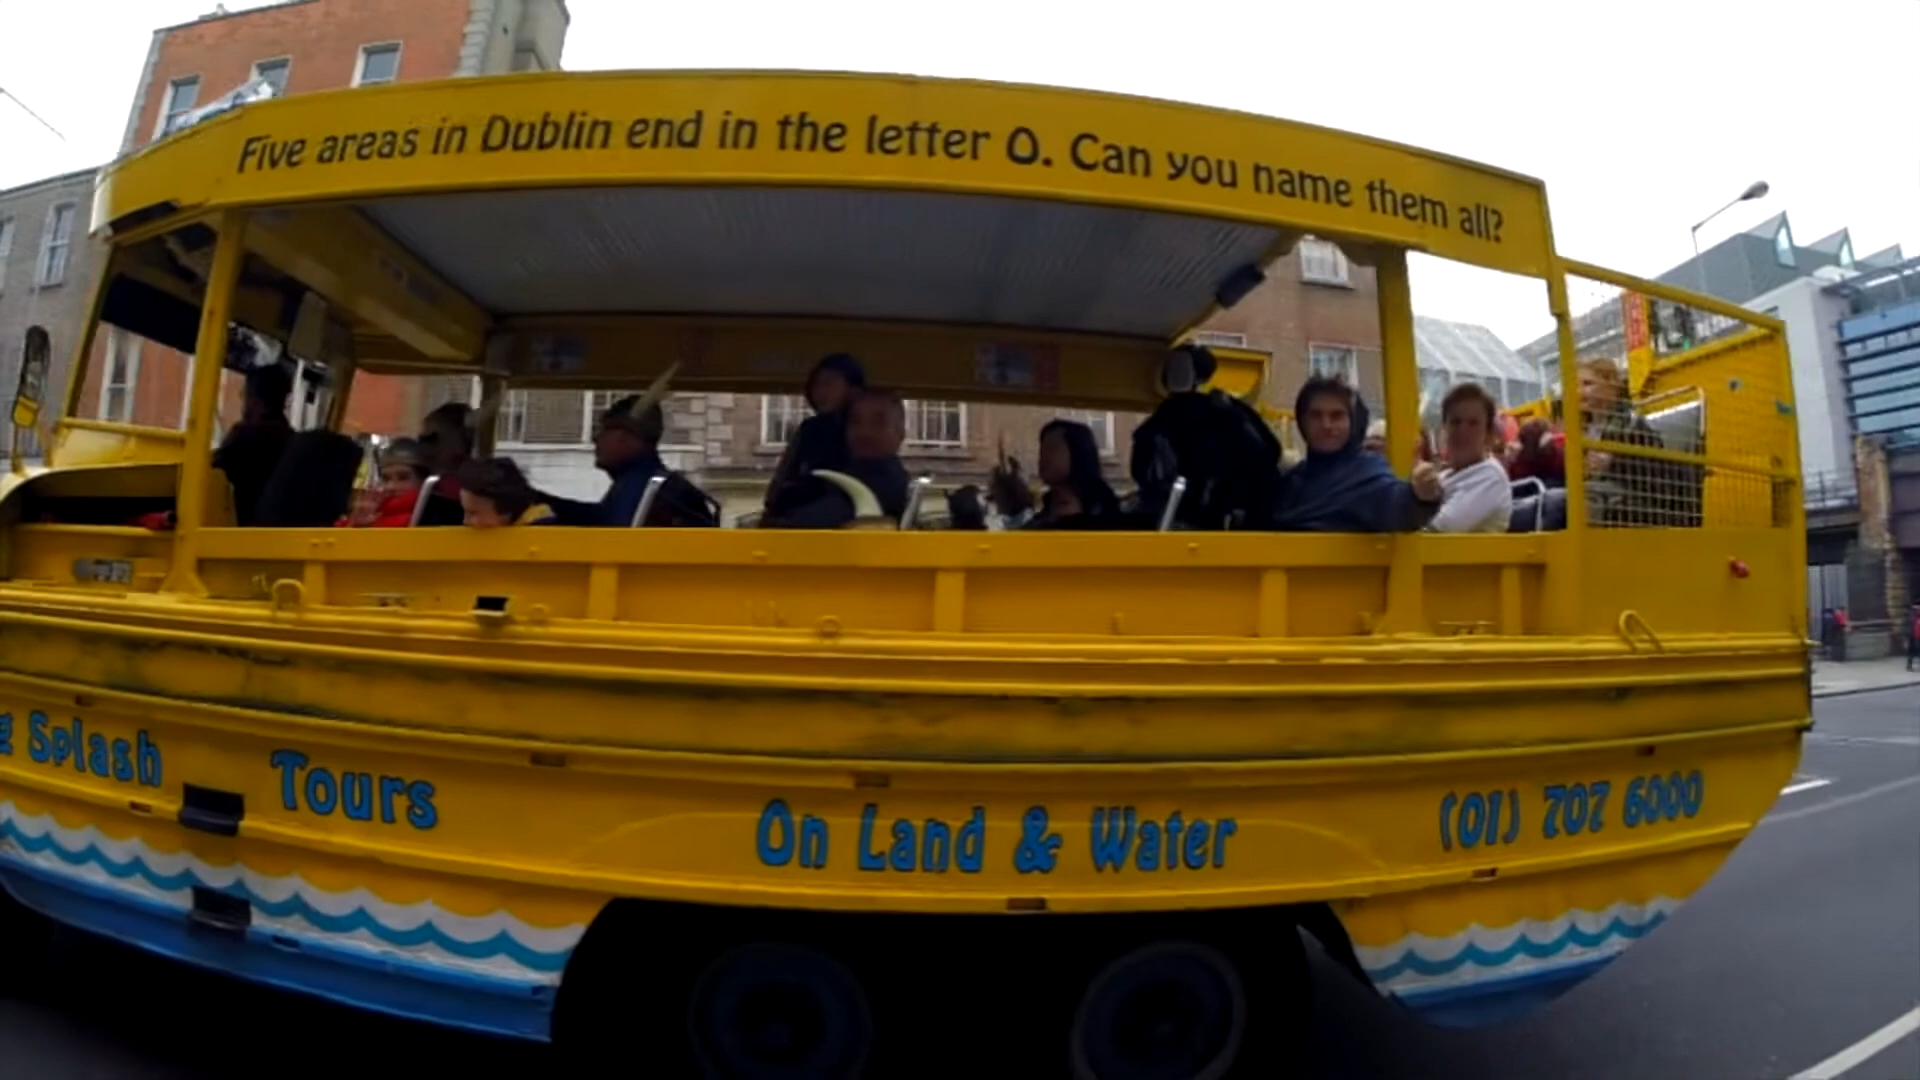 Five areas in Dublin end in the letter O. Can you name them all?
Splash Tours On Land & Water (01) 707 6000